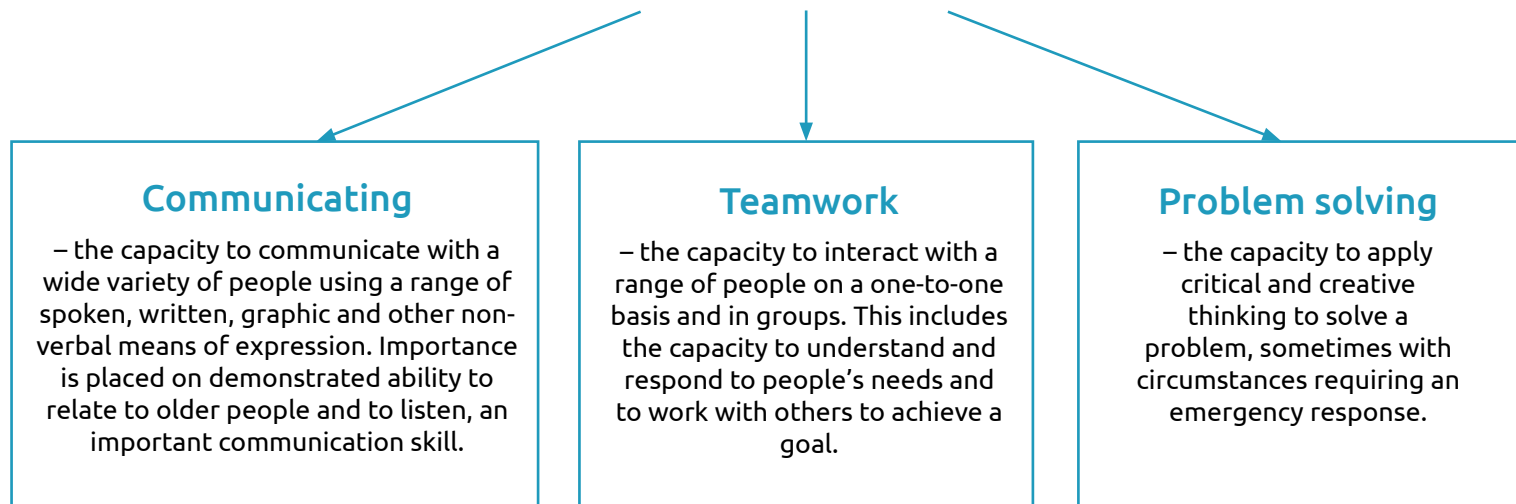 Communicating
– the capacity to communicate with a
wide variety of people using a range of
spoken, written, graphic and other non-
verbal means of expression. Importance
is placed on demonstrated ability to
relate to older people and to listen, an
important communication skill.
Teamwork
– the capacity to interact with a
range of people on a one-to-one
basis and in groups. This includes
the capacity to understand and
respond to people’s needs and
to work with others to achieve a
goal.
Problem solving
– the capacity to apply
critical and creative
thinking to solve a
problem, sometimes with
circumstances requiring an
emergency response.